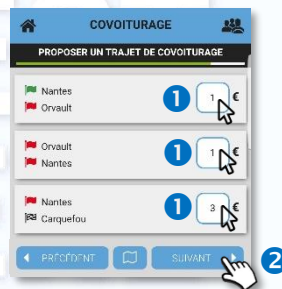 COVOITURAGE
PROPOSER UN TRAJET DE COVOITURAGE
Nantes
Orvault
1 1 €
Orvault
Nantes
1 1 €
Nantes
Carquefou
1 3 €
PRÉCÉDENT SUIVANT 2